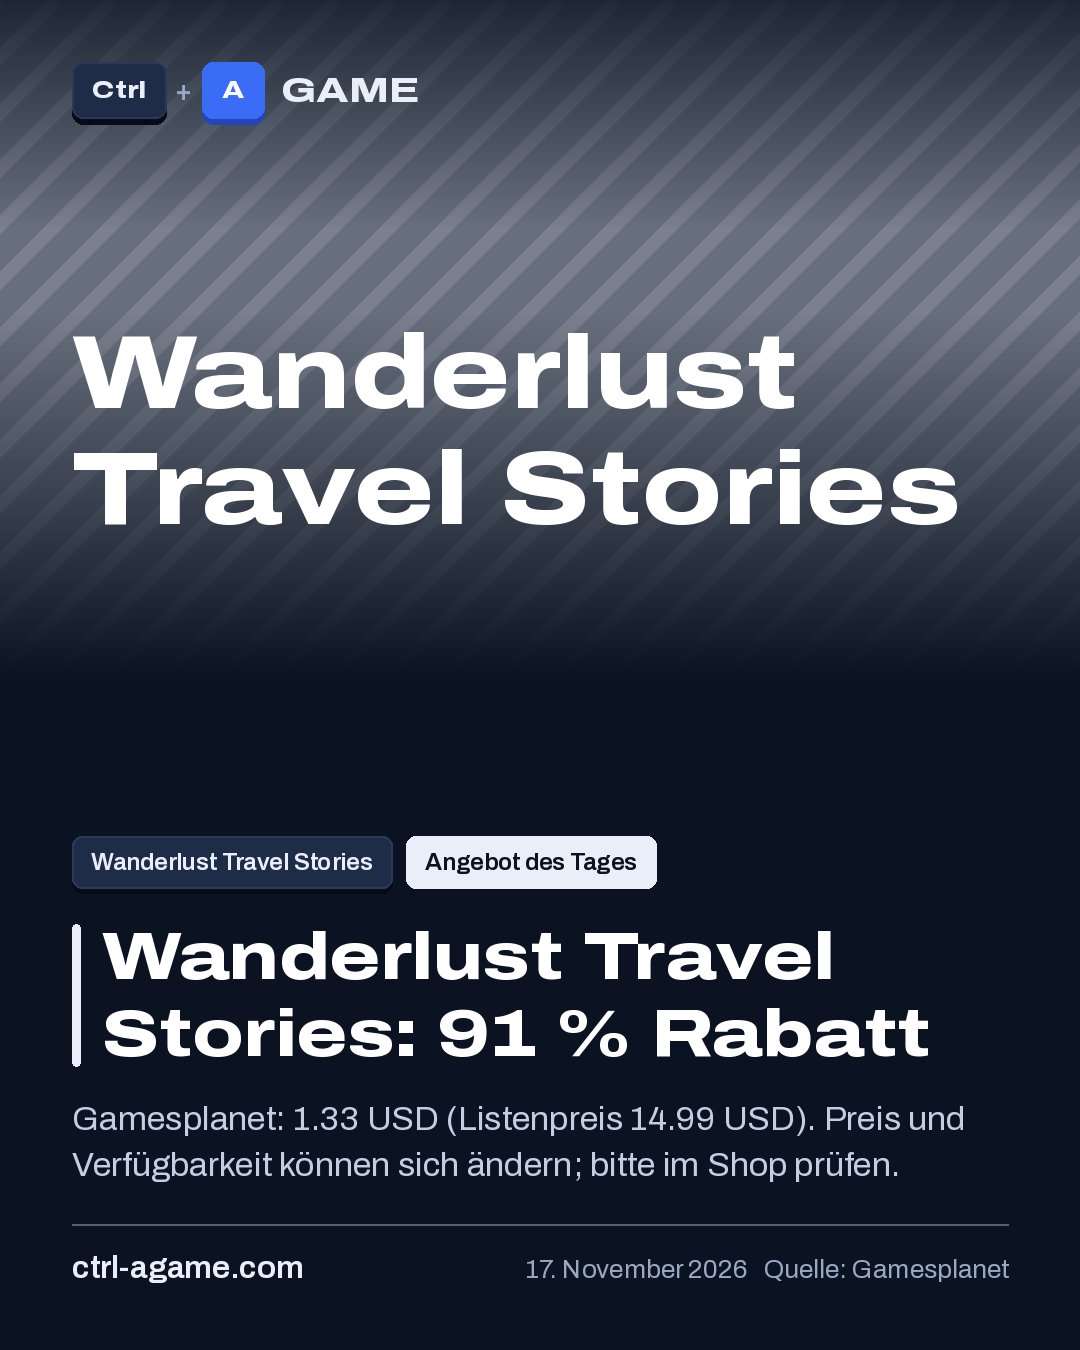 Ctrl + A GAME
Wanderlust
Travel Stories
Wanderlust Travel Stories Angebot des Tages
Wanderlust Travel
Stories: 91 % Rabatt
Gamesplanet: 1.33 USD (Listenpreis 14.99 USD). Preis und
Verfügbarkeit können sich ändern; bitte im Shop prüfen.
ctrl-agame.com 17. November 2026 Quelle: Gamesplanet